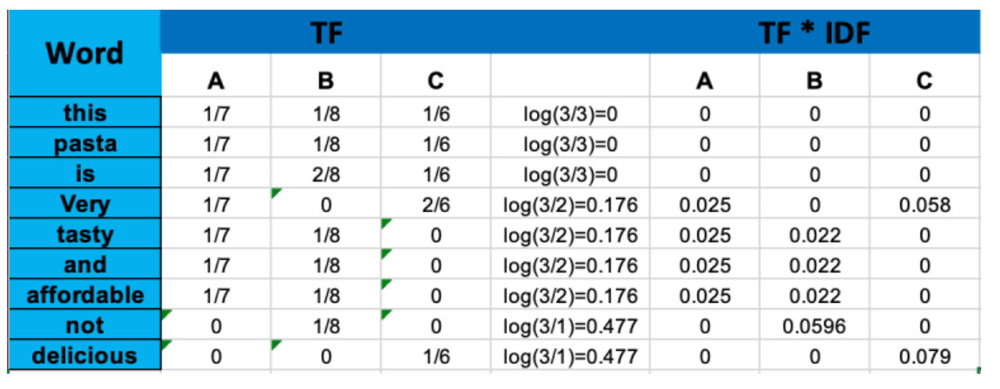 Word TF TF * IDF
A B C A B C
this 1/7 1/8 1/6 log(3/3)=0 0 0 0
pasta 1/7 1/8 1/6 log(3/3)=0 0 0 0
is 1/7 2/8 1/6 log(3/3)=0 0 0 0
Very 1/7 0 2/6 log(3/2)=0.176 0.025 0 0.058
tasty 1/7 1/8 0 log(3/2)=0.176 0.025 0.022 0
and 1/7 1/8 0 log(3/2)=0.176 0.025 0.022 0
affordable 1/7 1/8 0 log(3/2)=0.176 0.025 0.022 0
not 0 1/8 0 log(3/1)=0.477 0 0.0596 0
delicious 0 0 1/6 log(3/1)=0.477 0 0 0.079